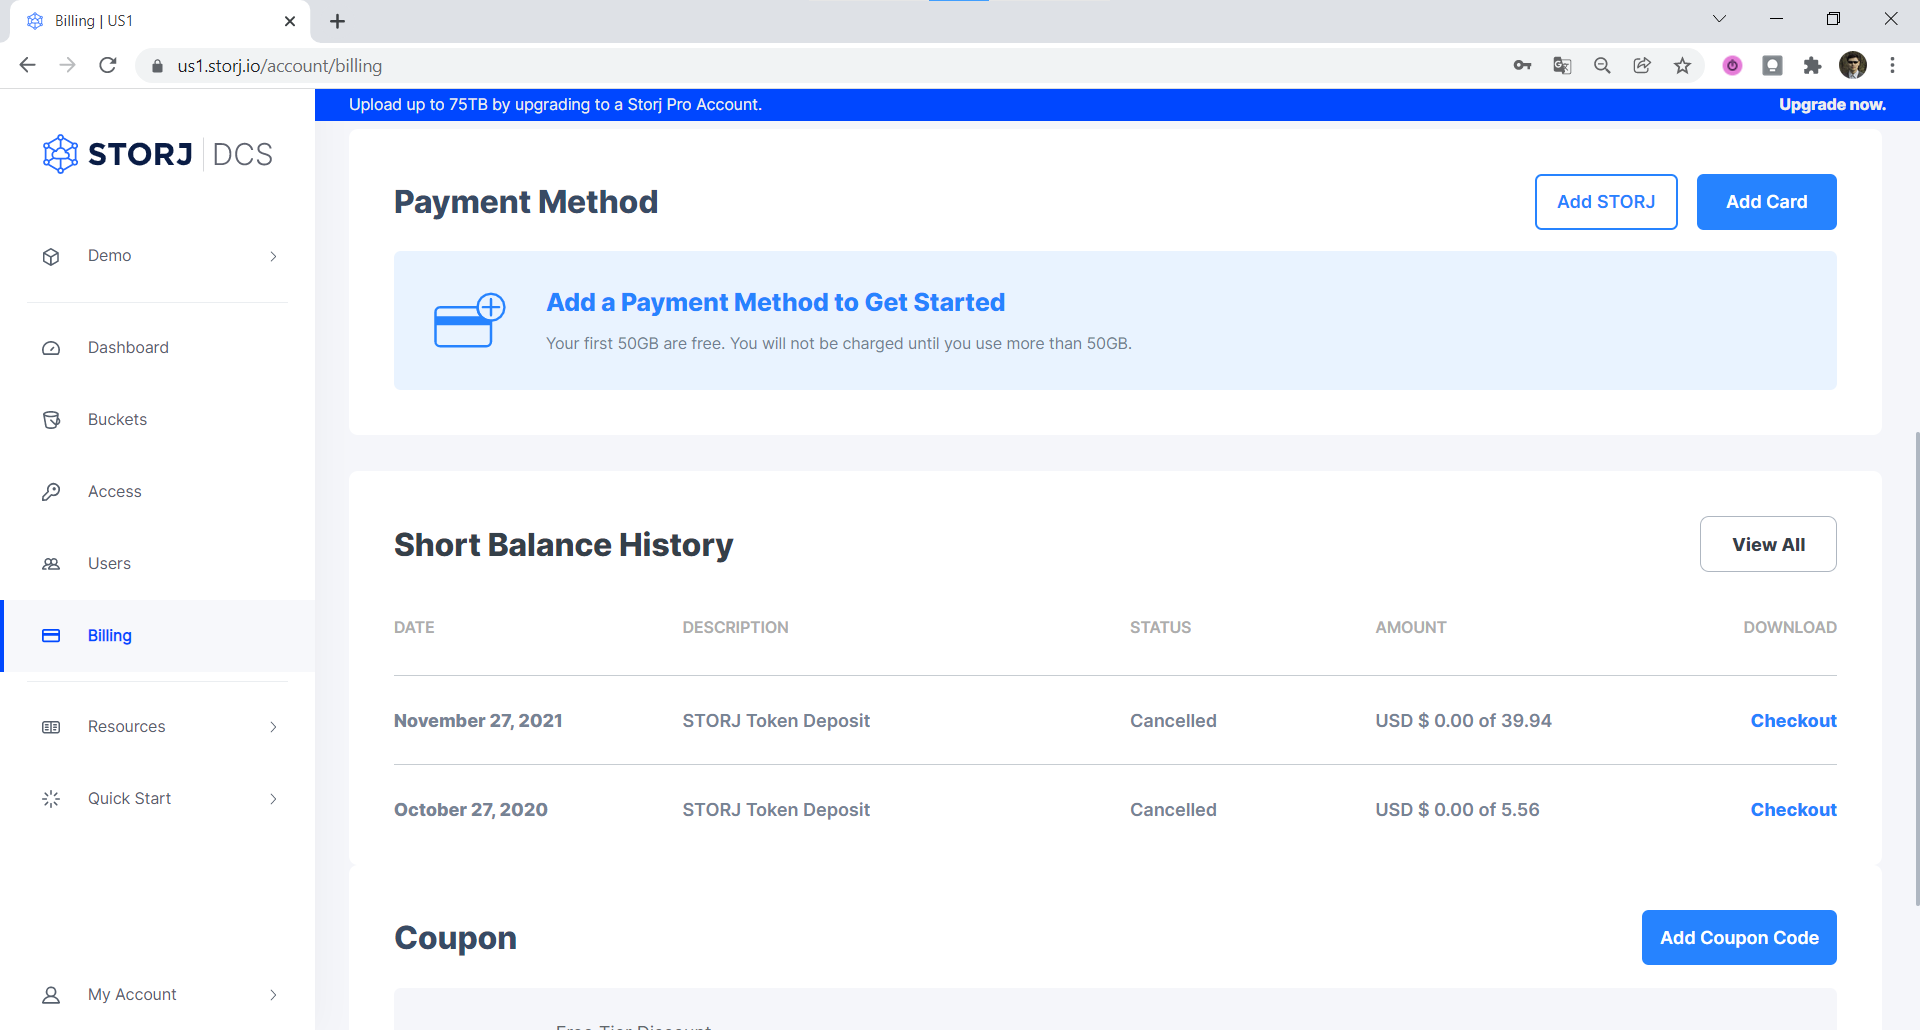 Billing | US1
us1.storj.io/account/billing
Upload up to 75TB by upgrading to a Storj Pro Account.
Upgrade now.
STORJ DCS
Demo
Dashboard
Buckets
Access
Users
Billing
Resources
Quick Start
My Account
Payment Method
Add STORJ
Add Card
Add a Payment Method to Get Started
Your first 50GB are free. You will not be charged until you use more than 50GB.
Short Balance History
View All
DATE DESCRIPTION STATUS AMOUNT DOWNLOAD
November 27, 2021 STORJ Token Deposit Cancelled USD $ 0.00 of 39.94 Checkout
October 27, 2020 STORJ Token Deposit Cancelled USD $ 0.00 of 5.56 Checkout
Coupon
Add Coupon Code
Free Tier Discount